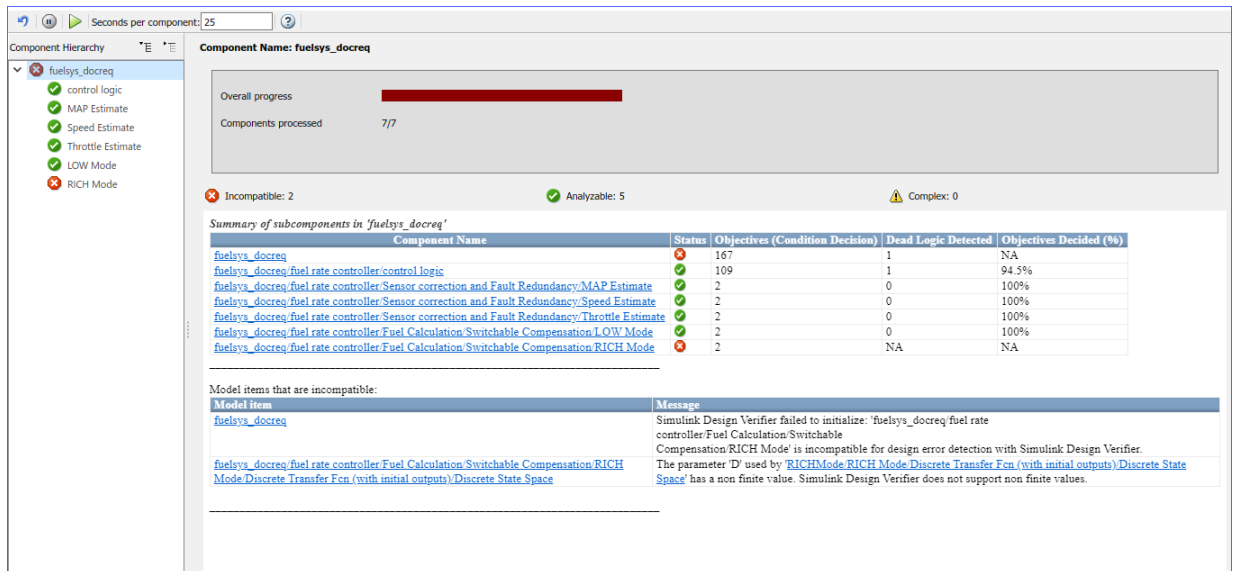 Seconds per component: 25
Component Hierarchy
fuelsys_docreq
control logic
MAP Estimate
Speed Estimate
Throttle Estimate
LOW Mode
RICH Mode
Component Name: fuelsys_docreq
Overall progress
Components processed 7/7
Incompatible: 2 Analyzable: 5 Complex: 0
Summary of subcomponents in 'fuelsys_docreq'
Component Name Status Objectives (Condition Decision) Dead Logic Detected Objectives Decided (%)
fuelsys_docreq 167 1 NA
fuelsys_docreq/fuel rate controller/control logic 109 1 94.5%
fuelsys_docreq/fuel rate controller/Sensor correction and Fault Redundancy/MAP Estimate 2 0 100%
fuelsys_docreq/fuel rate controller/Sensor correction and Fault Redundancy/Speed Estimate 2 0 100%
fuelsys_docreq/fuel rate controller/Sensor correction and Fault Redundancy/Throttle Estimate 2 0 100%
fuelsys_docreq/fuel rate controller/Fuel Calculation/Switchable Compensation/LOW Mode 2 0 100%
fuelsys_docreq/fuel rate controller/Fuel Calculation/Switchable Compensation/RICH Mode 2 NA NA
Model items that are incompatible:
Model item Message
fuelsys_docreq Simulink Design Verifier failed to initialize: 'fuelsys_docreq/fuel rate
controller/Fuel Calculation/Switchable
Compensation/RICH Mode' is incompatible for design error detection with Simulink Design Verifier.
fuelsys_docreq/fuel rate controller/Fuel Calculation/Switchable Compensation/RICH
Mode/Discrete Transfer Fcn (with initial outputs)/Discrete State Space
The parameter 'D' used by 'RICHMode/RICH Mode/Discrete Transfer Fcn (with initial outputs)/Discrete State
Space' has a non finite value. Simulink Design Verifier does not support non finite values.